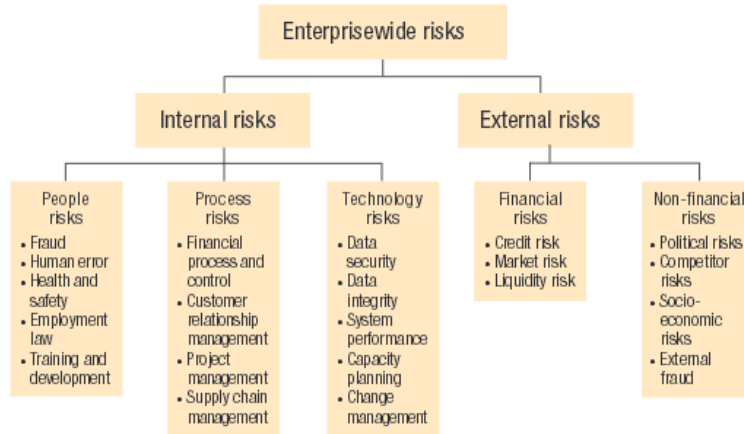 Enterprisewide risks
Internal risks
External risks
People
risks
• Fraud
• Human error
• Health and
safety
• Employment
law
• Training and
development
Process
risks
• Financial
process and
control
• Customer
relationship
management
• Project
management
• Supply chain
management
Technology
risks
• Data
security
• Data
integrity
• System
performance
• Capacity
planning
• Change
management
Financial
risks
• Credit risk
• Market risk
• Liquidity risk
Non-financial
risks
• Political risks
• Competitor
risks
• Socio-
economic
risks
• External
fraud